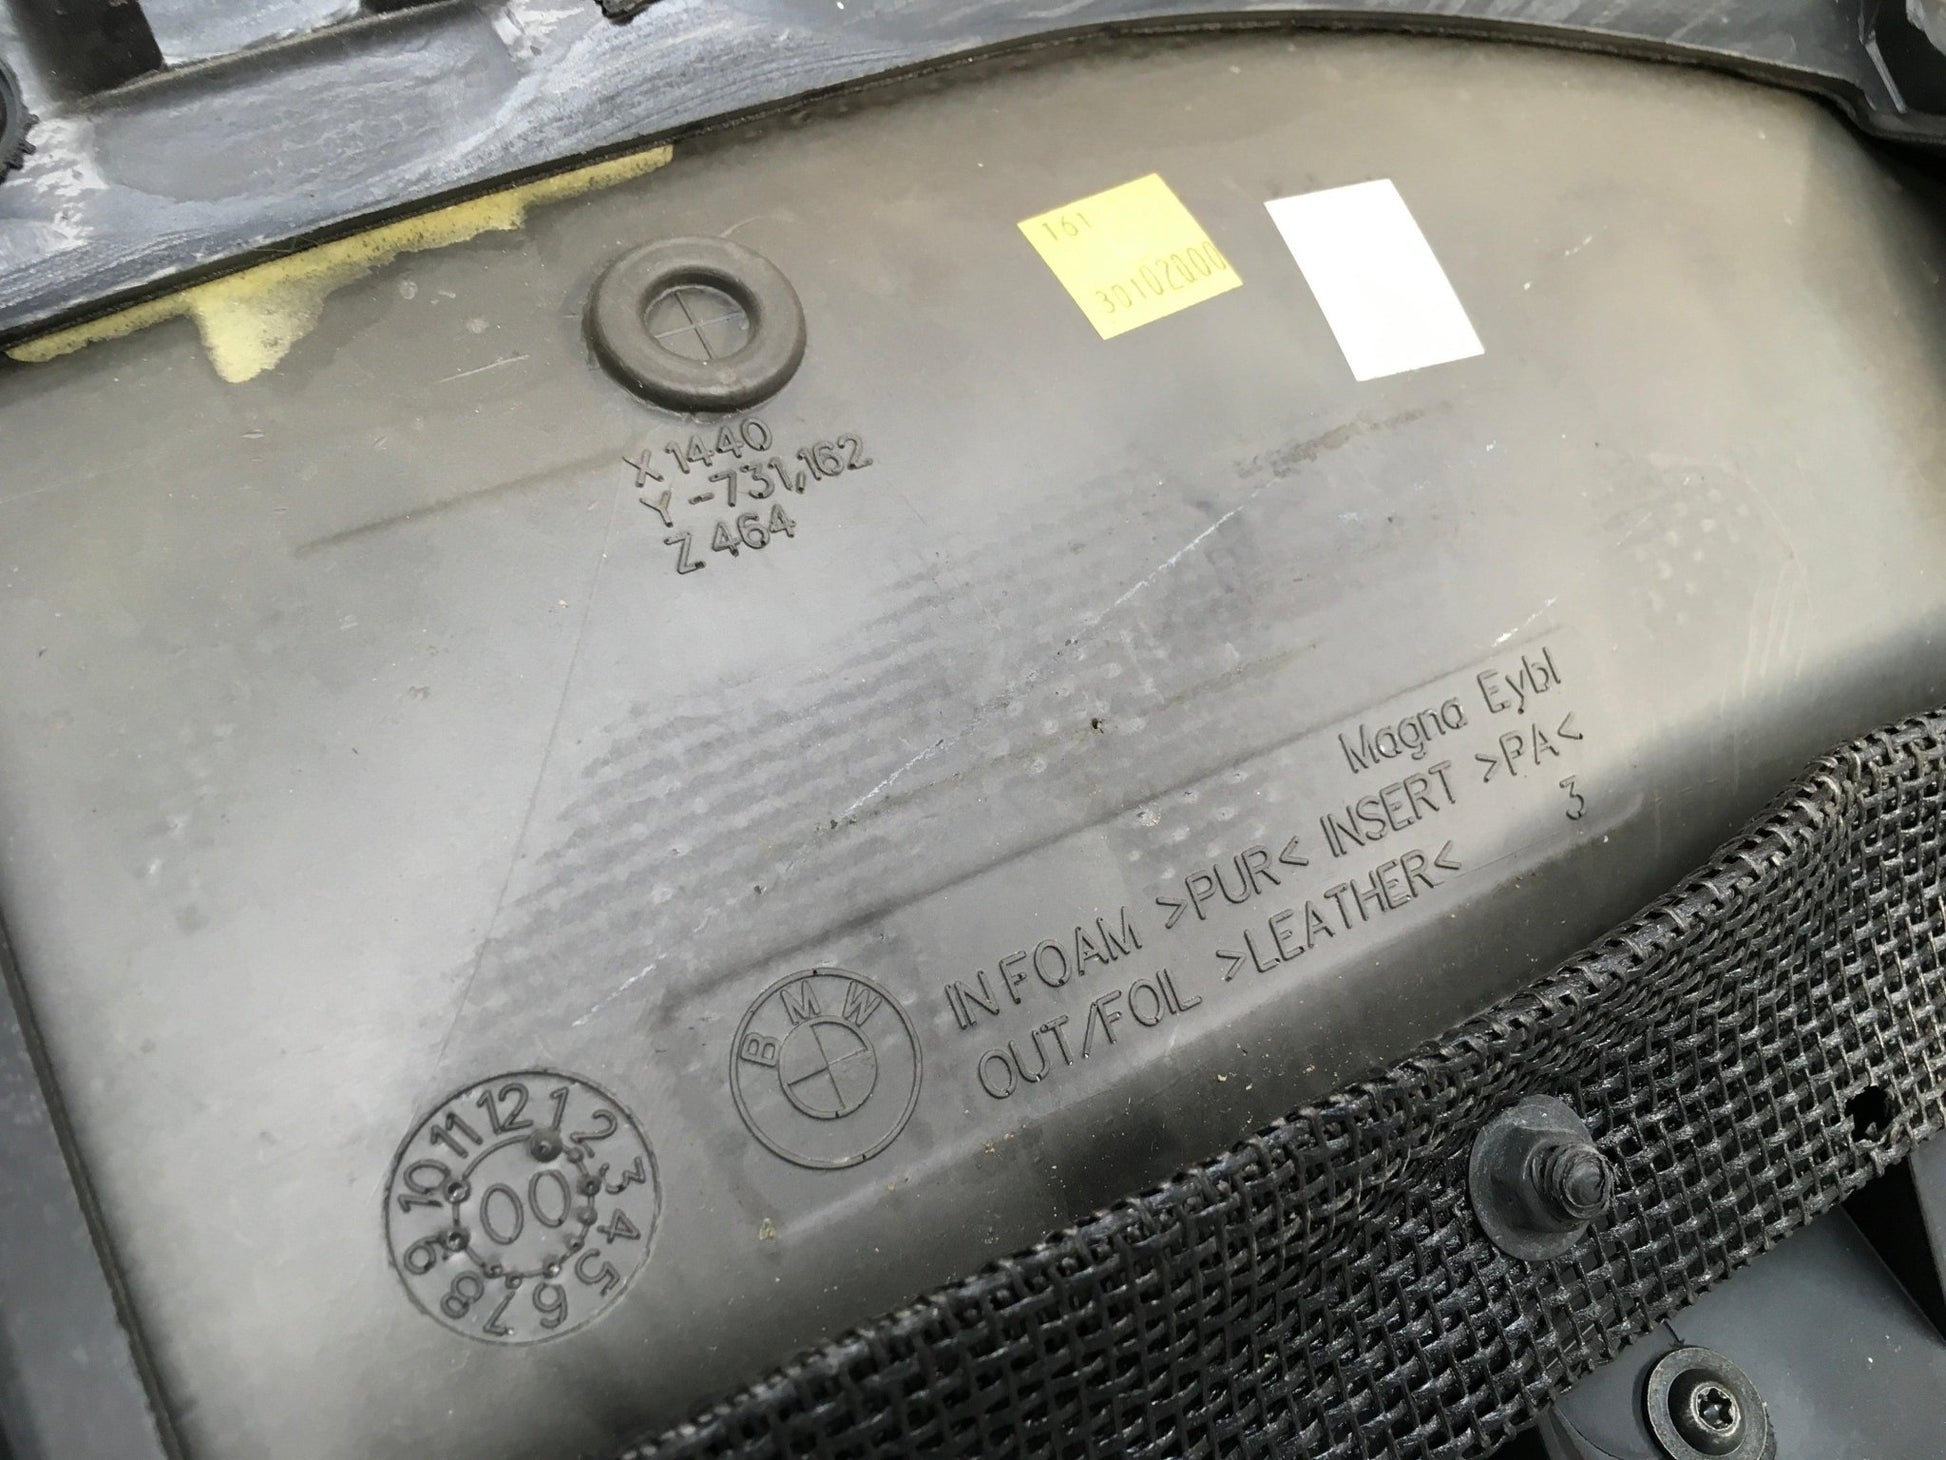 161
30102000
X 1440
Y -731,162
Z 464
Magna Eybl
IN FOAM >PUR< INSERT >PA<
OUT/FOIL >LEATHER<
3
BMW
12 1 2 3 4 5 6 7 8 9 10 11
00